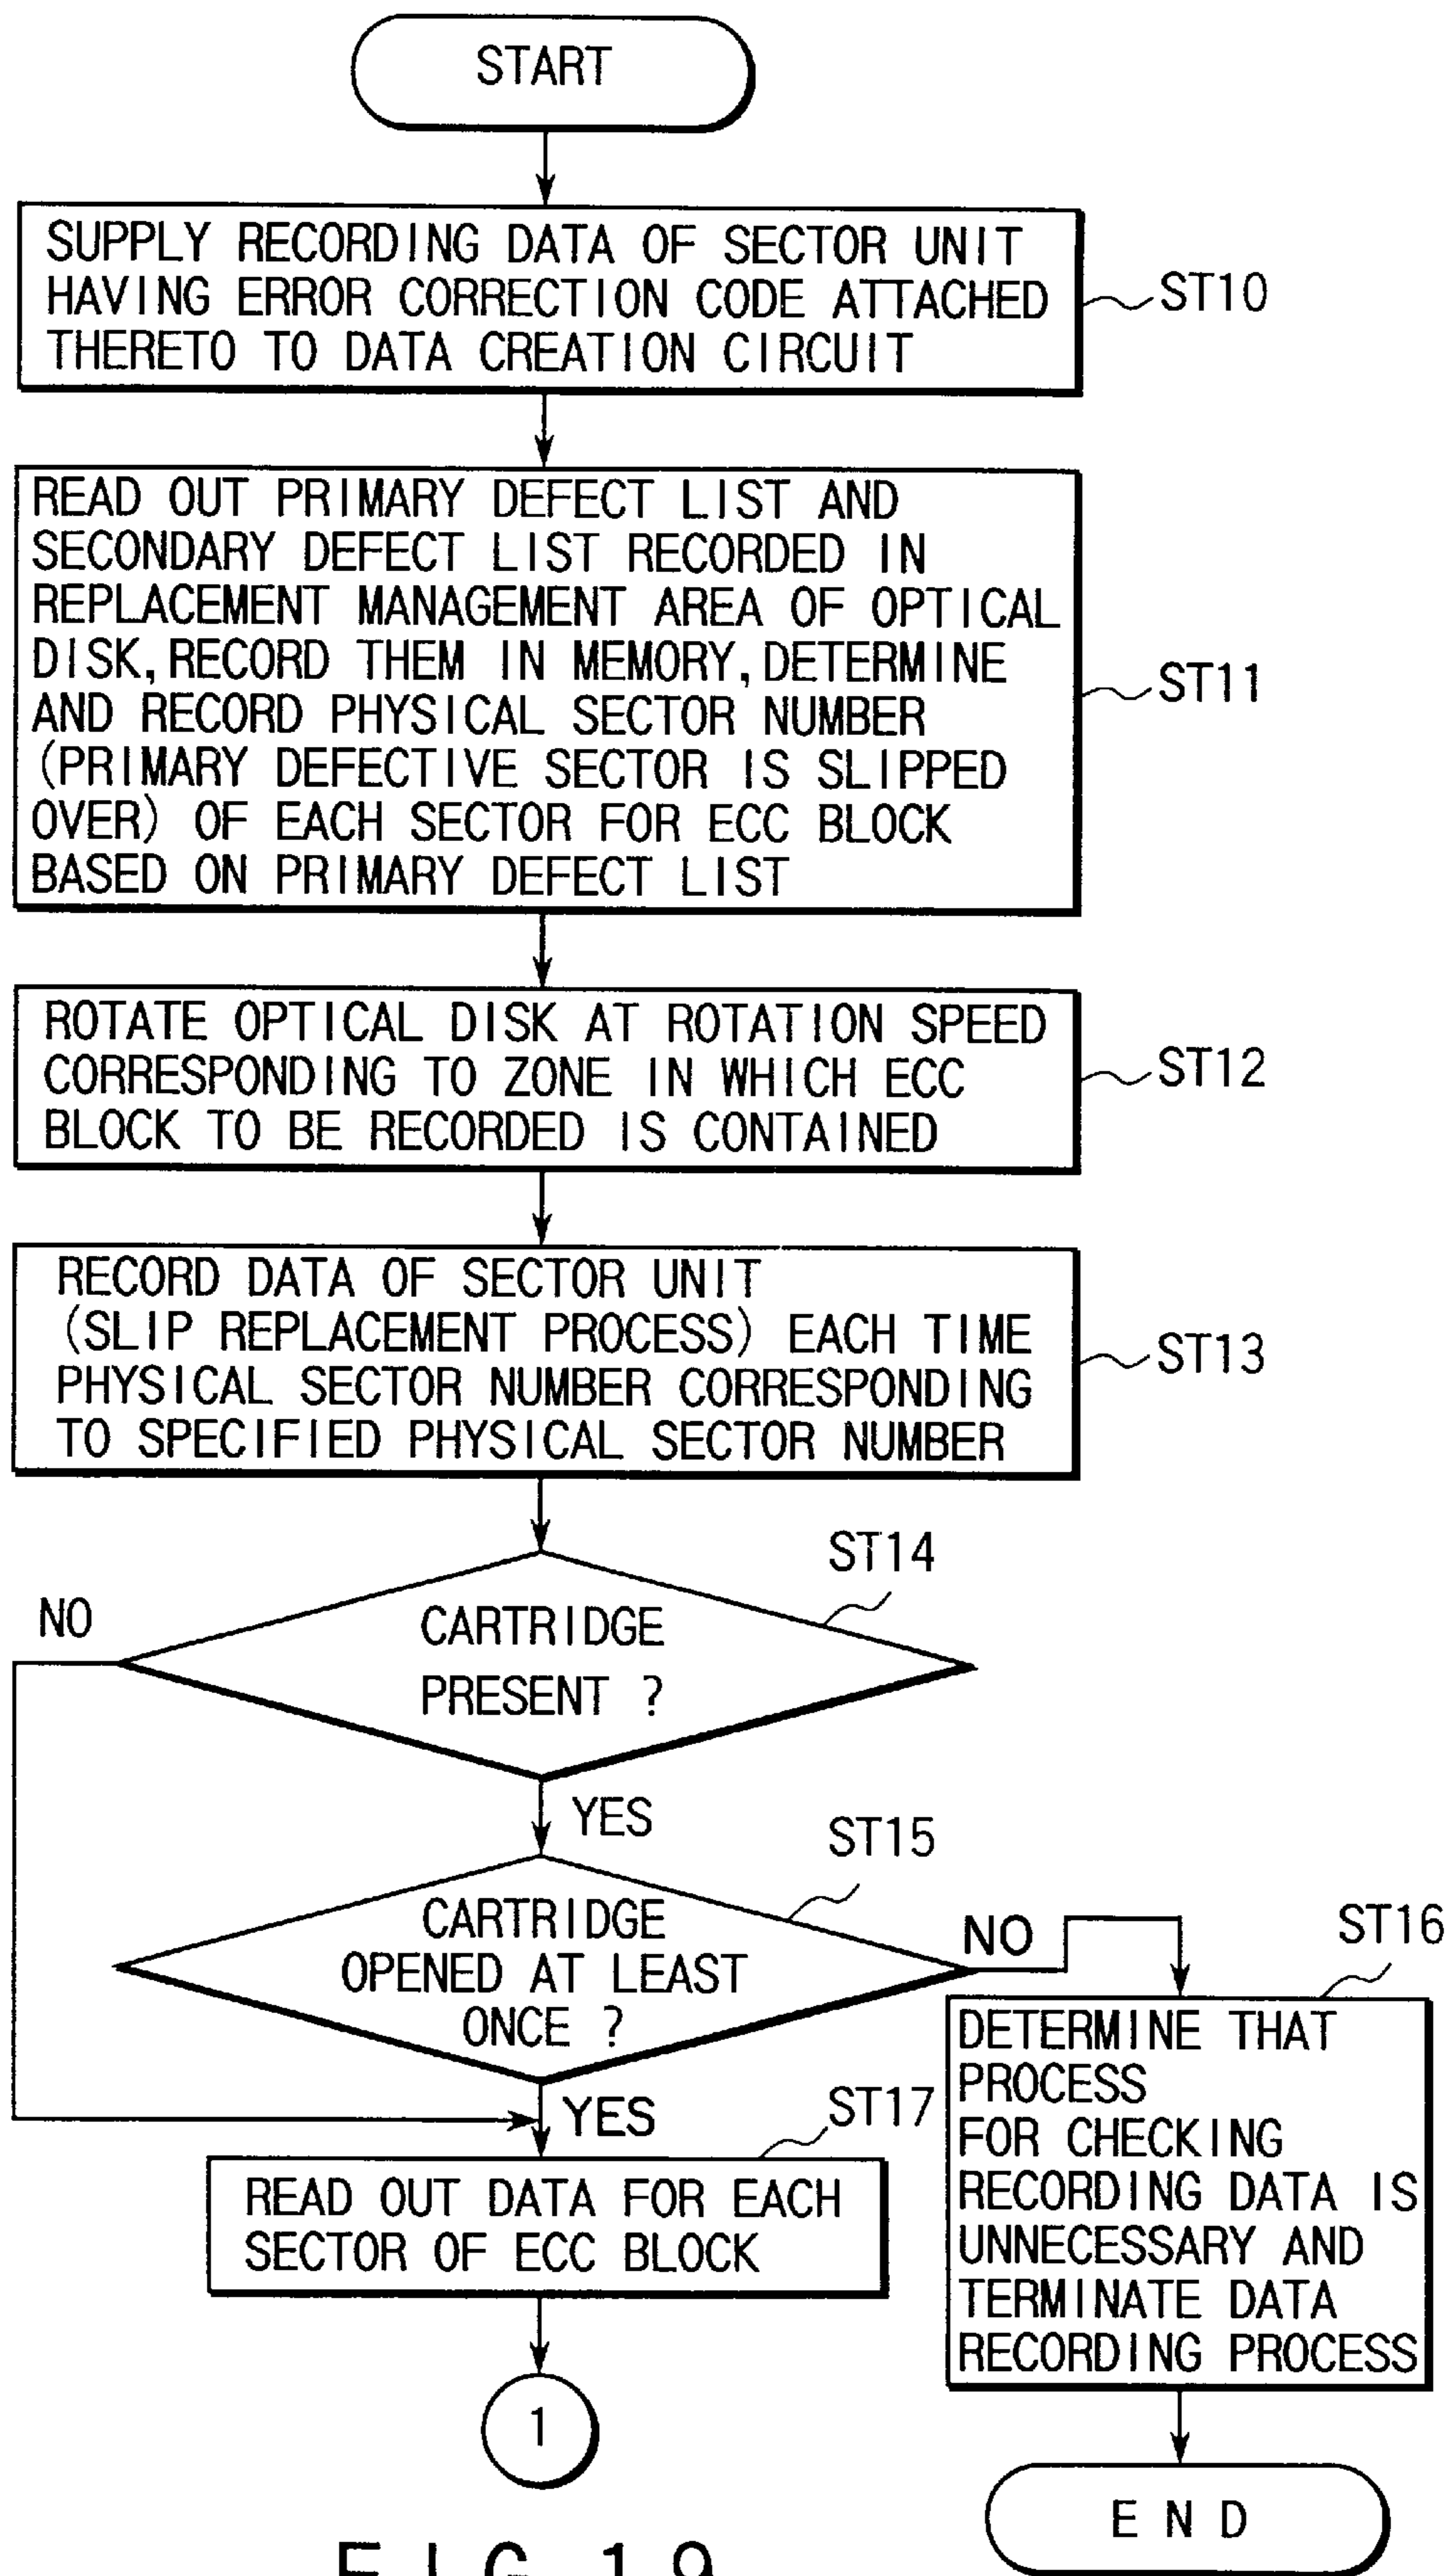 START
SUPPLY RECORDING DATA OF SECTOR UNIT
HAVING ERROR CORRECTION CODE ATTACHED
THERETO TO DATA CREATION CIRCUIT
ST10
READ OUT PRIMARY DEFECT LIST AND
SECONDARY DEFECT LIST RECORDED IN
REPLACEMENT MANAGEMENT AREA OF OPTICAL
DISK, RECORD THEM IN MEMORY, DETERMINE
AND RECORD PHYSICAL SECTOR NUMBER
(PRIMARY DEFECTIVE SECTOR IS SLIPPED
OVER) OF EACH SECTOR FOR ECC BLOCK
BASED ON PRIMARY DEFECT LIST
ST11
ROTATE OPTICAL DISK AT ROTATION SPEED
CORRESPONDING TO ZONE IN WHICH ECC
BLOCK TO BE RECORDED IS CONTAINED
ST12
RECORD DATA OF SECTOR UNIT
(SLIP REPLACEMENT PROCESS) EACH TIME
PHYSICAL SECTOR NUMBER CORRESPONDING
TO SPECIFIED PHYSICAL SECTOR NUMBER
ST13
ST14
NO
CARTRIDGE
PRESENT ?
YES
ST15
CARTRIDGE
OPENED AT LEAST
ONCE ?
NO
ST16
DETERMINE THAT
PROCESS
FOR CHECKING
RECORDING DATA IS
UNNECESSARY AND
TERMINATE DATA
RECORDING PROCESS
YES
ST17
READ OUT DATA FOR EACH
SECTOR OF ECC BLOCK
1
END
FIG. 19